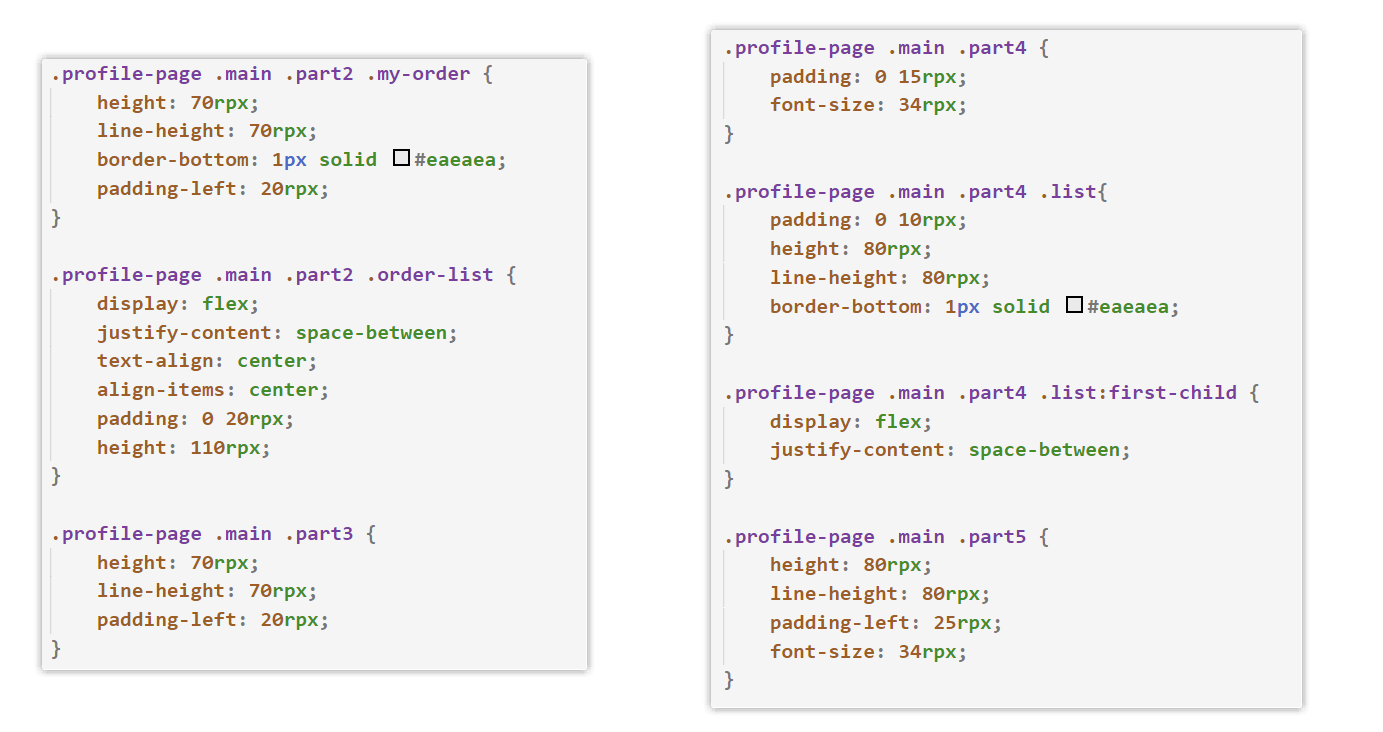 .profile-page .main .part2 .my-order {
    height: 70rpx;
    line-height: 70rpx;
    border-bottom: 1px solid #eaeaea;
    padding-left: 20rpx;
}

.profile-page .main .part2 .order-list {
    display: flex;
    justify-content: space-between;
    text-align: center;
    align-items: center;
    padding: 0 20rpx;
    height: 110rpx;
}

.profile-page .main .part3 {
    height: 70rpx;
    line-height: 70rpx;
    padding-left: 20rpx;
}

.profile-page .main .part4 {
    padding: 0 15rpx;
    font-size: 34rpx;
}

.profile-page .main .part4 .list{
    padding: 0 10rpx;
    height: 80rpx;
    line-height: 80rpx;
    border-bottom: 1px solid #eaeaea;
}

.profile-page .main .part4 .list:first-child {
    display: flex;
    justify-content: space-between;
}

.profile-page .main .part5 {
    height: 80rpx;
    line-height: 80rpx;
    padding-left: 25rpx;
    font-size: 34rpx;
}